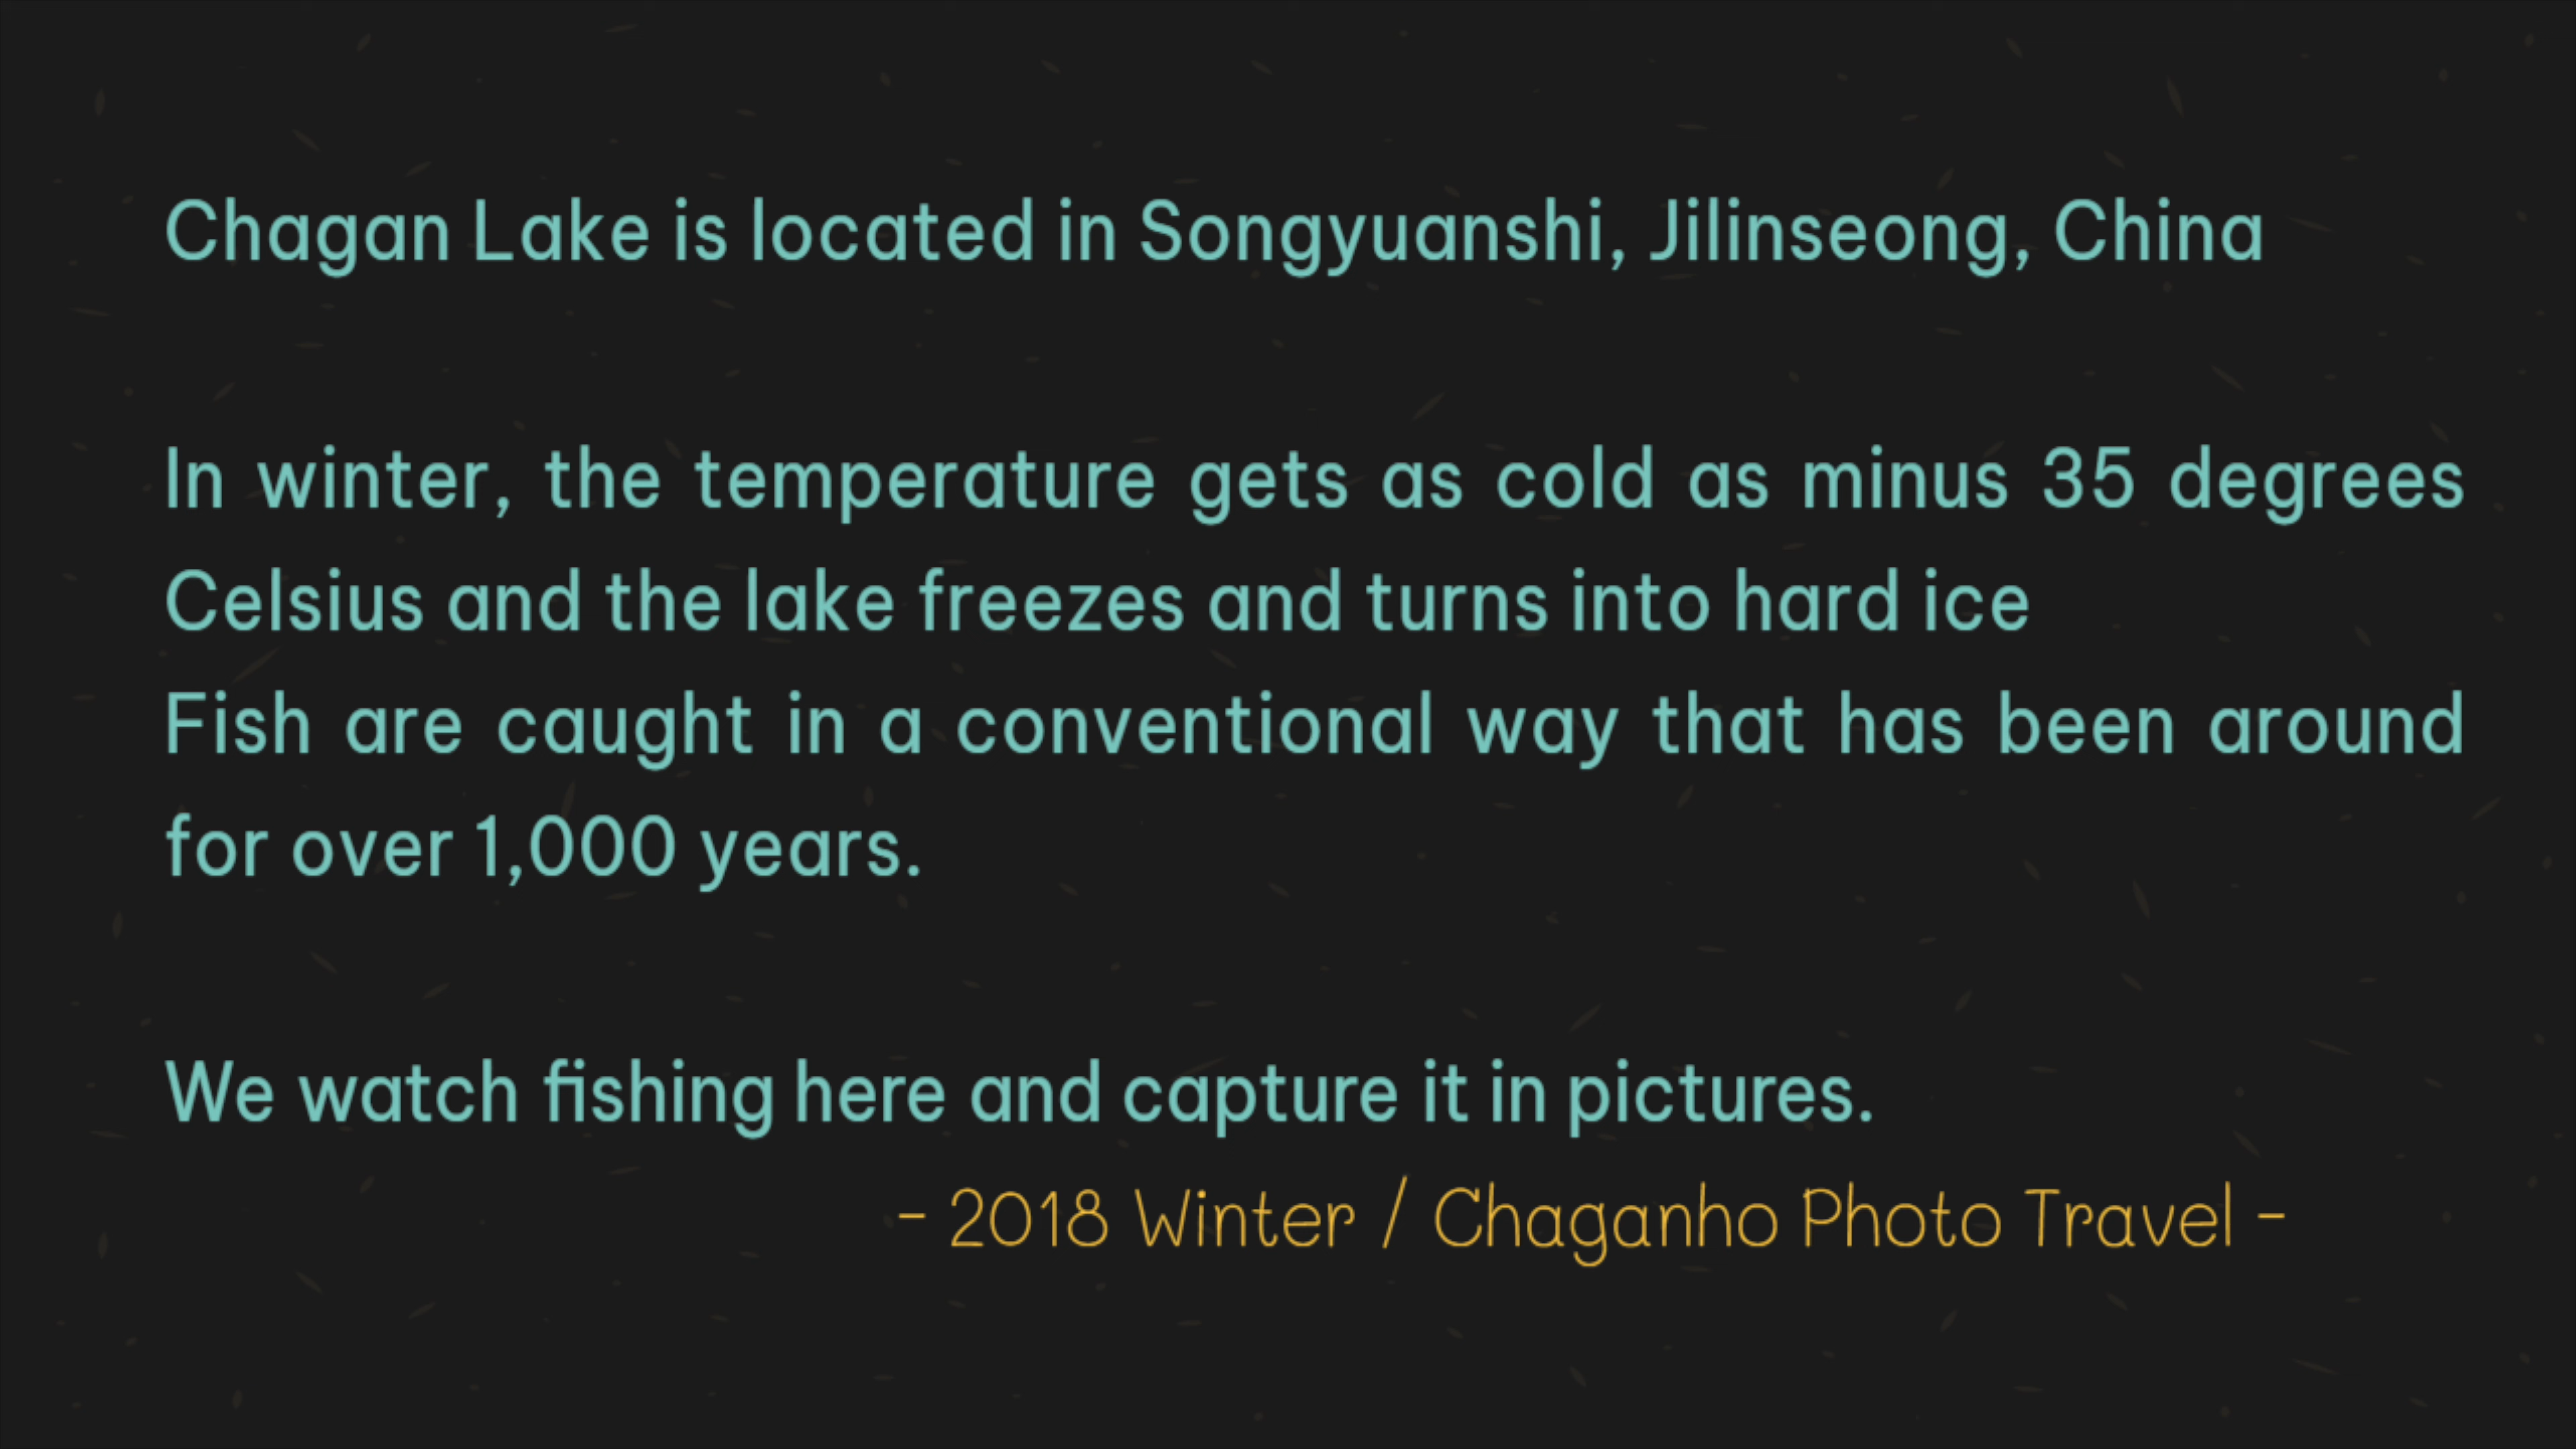 Chagan Lake is located in Songyuanshi, Jilinseong, China
In winter, the temperature gets as cold as minus 35 degrees
Celsius and the lake freezes and turns into hard ice
Fish are caught in a conventional way that has been around
for over 1,000 years.
We watch fishing here and capture it in pictures.
- 2018 Winter / Chaganho Photo Travel -